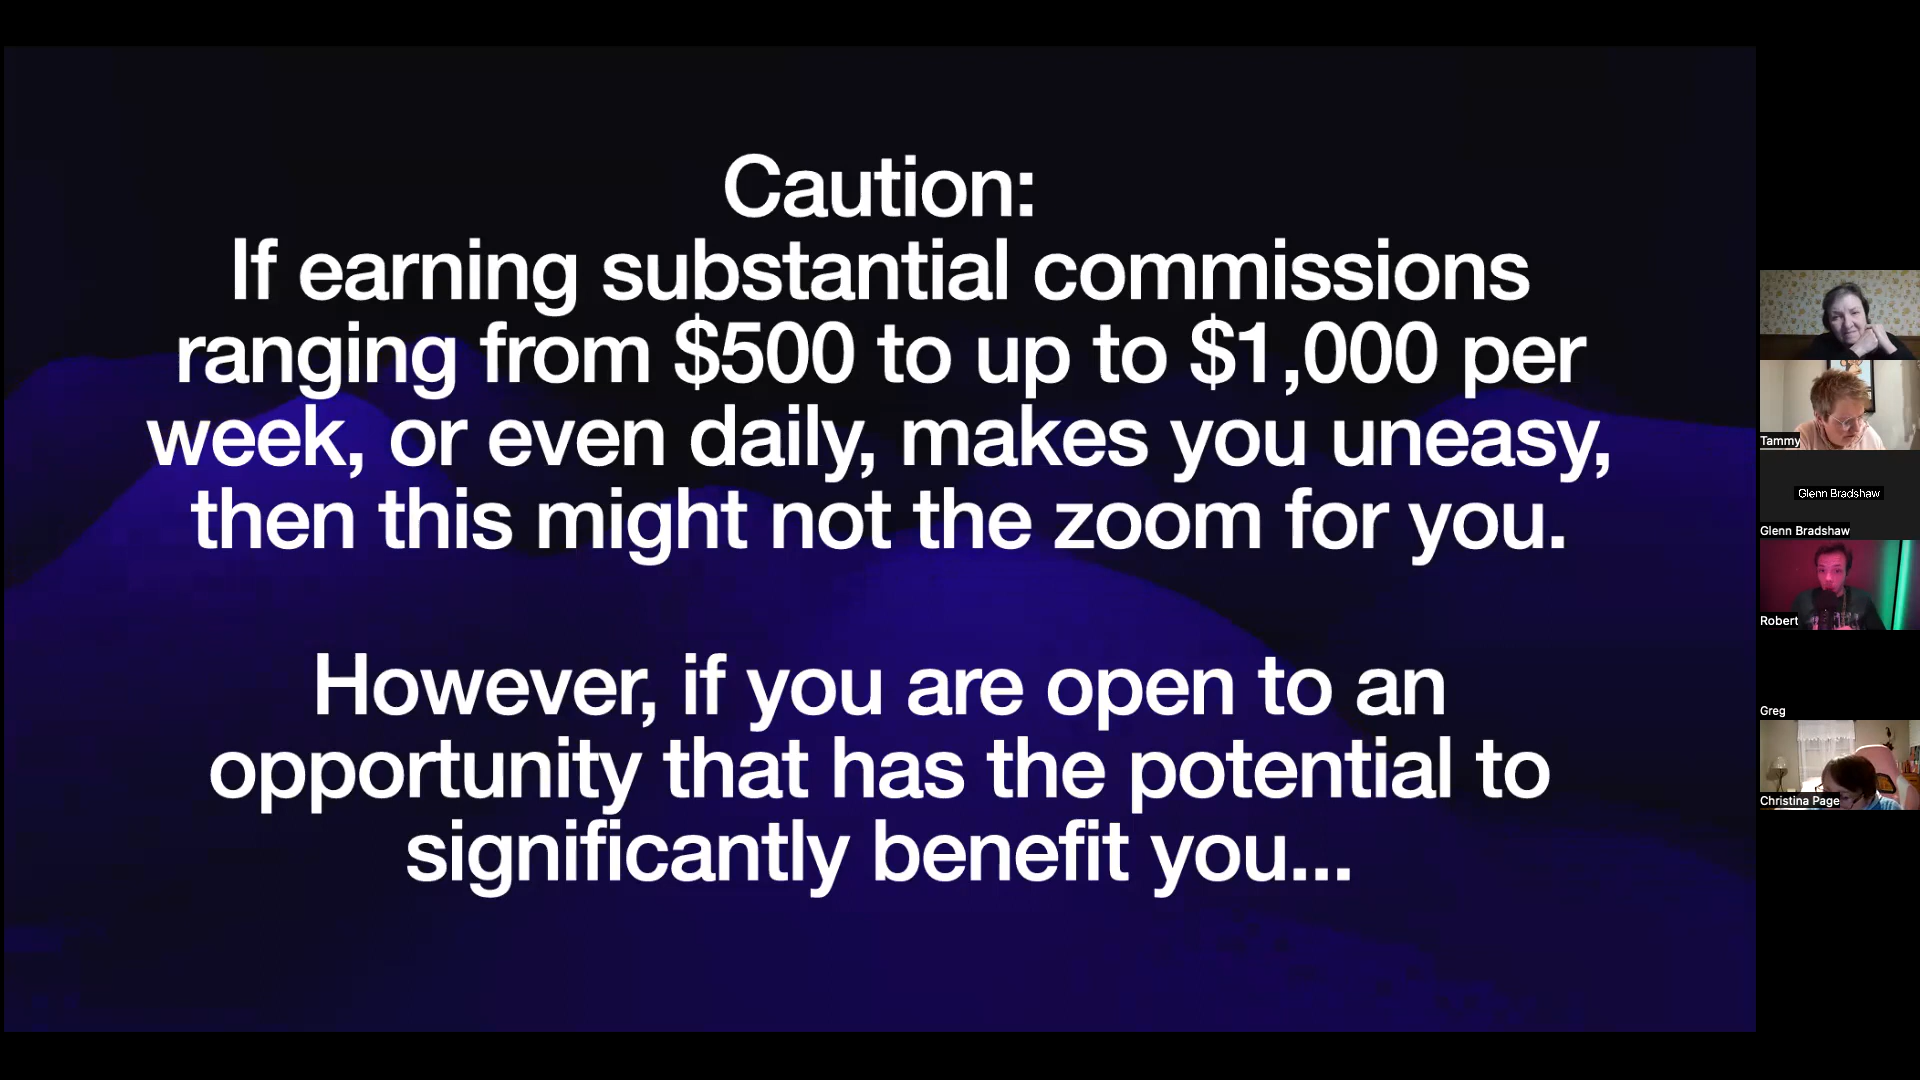 Caution:
If earning substantial commissions
ranging from $500 to up to $1,000 per
week, or even daily, makes you uneasy,
then this might not the zoom for you.
However, if you are open to an
opportunity that has the potential to
significantly benefit you...
Tammy
Glenn Bradshaw
Glenn Bradshaw
Robert
Greg
Christina Page